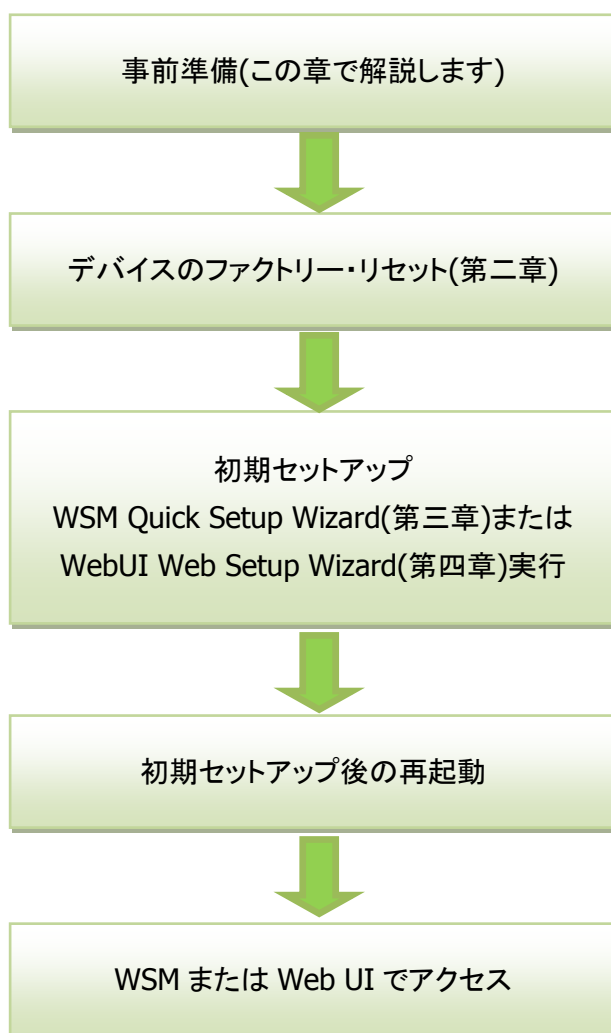 事前準備(この章で解説します)
デバイスのファクトリー・リセット(第二章)
初期セットアップ
WSM Quick Setup Wizard(第三章)または
WebUI Web Setup Wizard(第四章)実行
初期セットアップ後の再起動
WSM または Web UI でアクセス